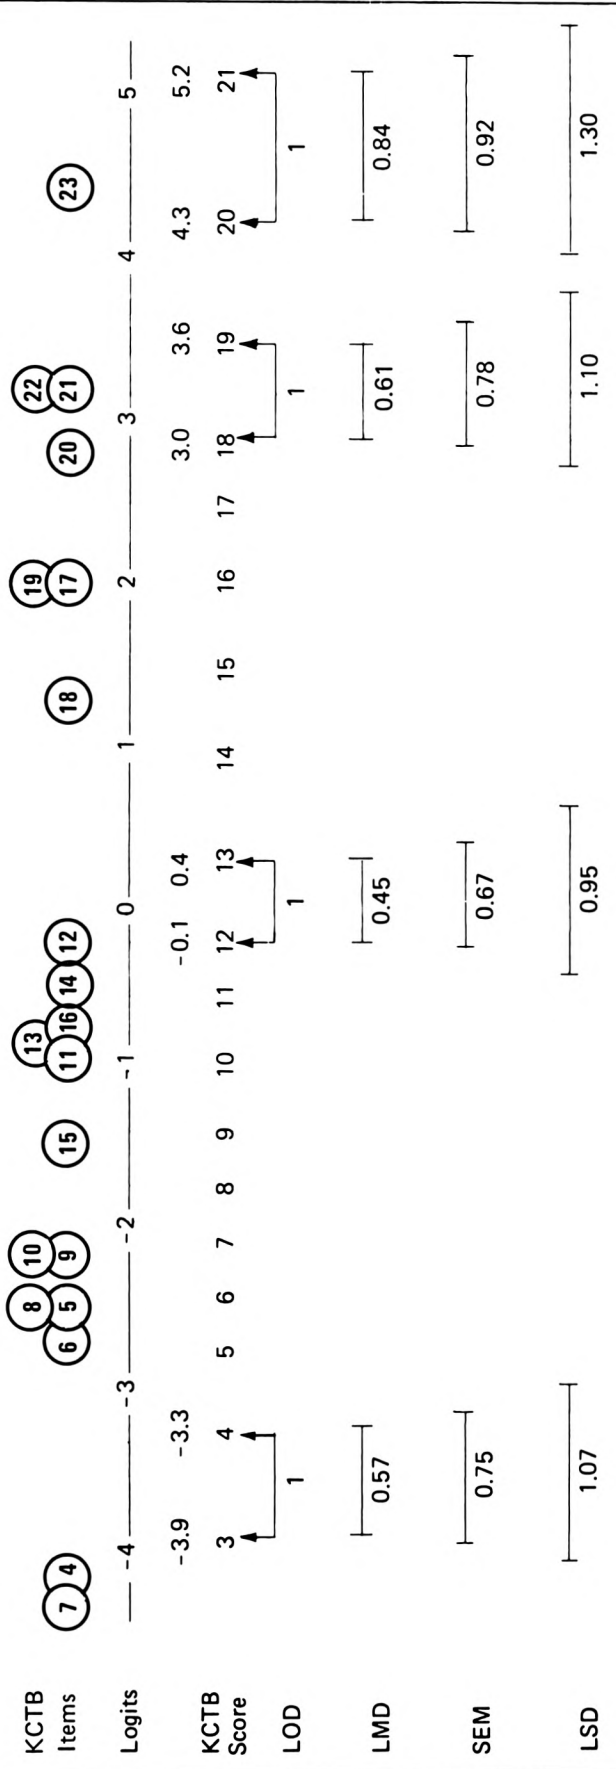 KCTB 8 10 13 19 22
Items 7 4 6 5 9 15 11 16 14 12 18 17 20 21 23
Logits -4 -3 -2 -1 0 1 2 3 4 5
-3.9 -3.3 -0.1 0.4 3.0 3.6 4.3 5.2
KCTB
Score 3 4 5 6 7 8 9 10 11 12 13 14 15 16 17 18 19 20 21
LOD 1 1 1 1
LMD 0.57 0.45 0.61 0.84
SEM 0.75 0.67 0.78 0.92
LSD 1.07 0.95 1.10 1.30